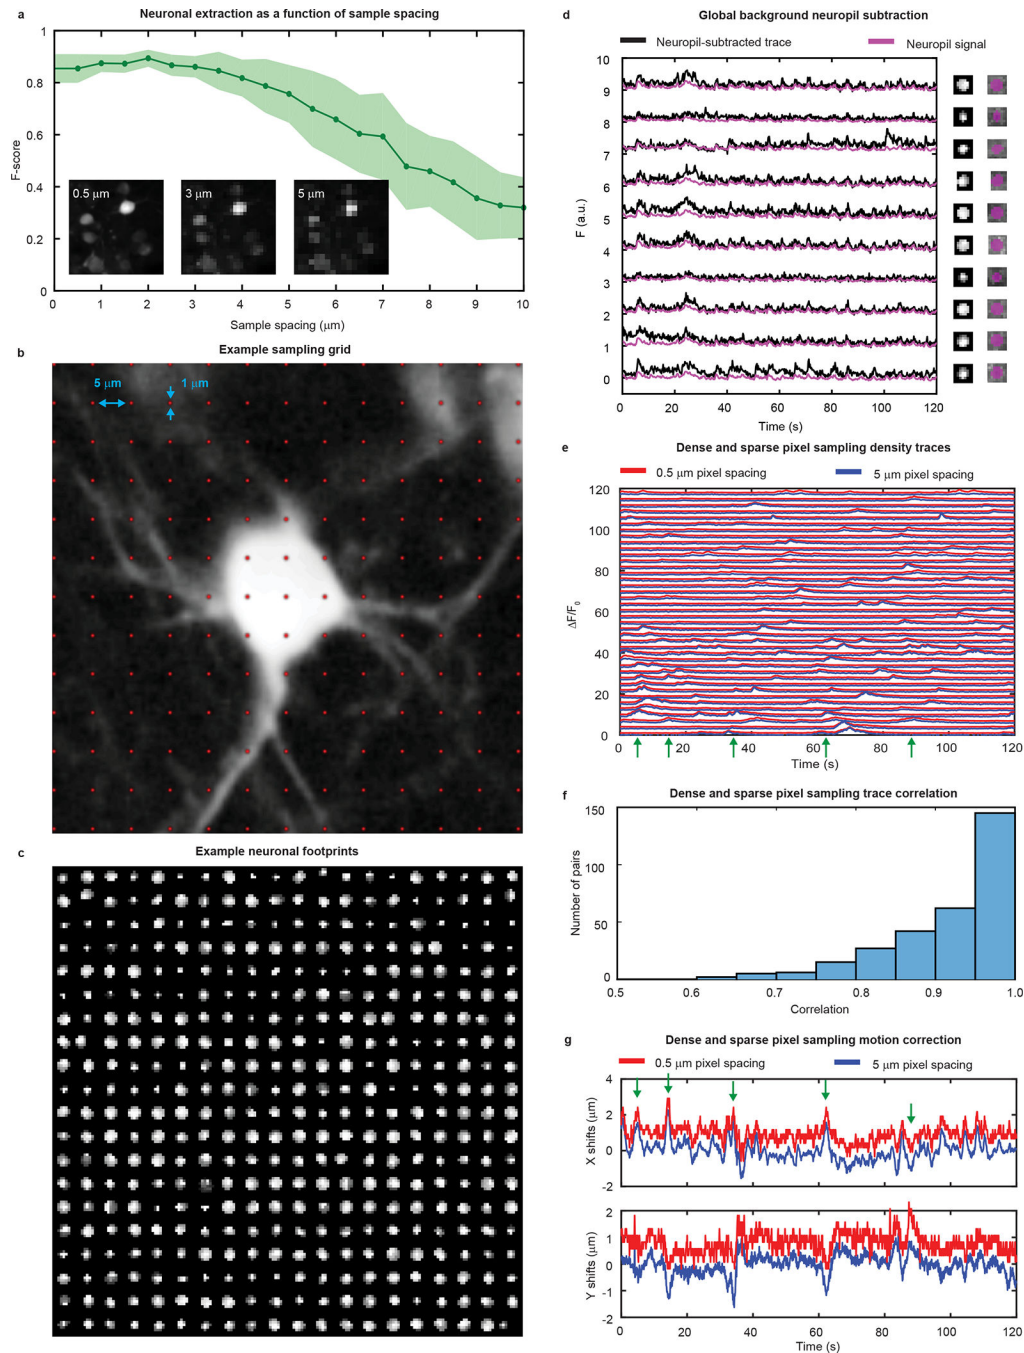 a
Neuronal extraction as a function of sample spacing
1
0.8
0.6
0.4
0.2
0
F-score
0.5 μm
3 μm
5 μm
0 1 2 3 4 5 6 7 8 9 10
Sample spacing (μm)
b
Example sampling grid
5 μm
1 μm
c
Example neuronal footprints
d
Global background neuropil subtraction
Neuropil-subtracted trace
Neuropil signal
10
9
8
7
6
5
4
3
2
1
0
F (a.u.)
0 20 40 60 80 100 120
Time (s)
e
Dense and sparse pixel sampling density traces
0.5 μm pixel spacing
5 μm pixel spacing
120
100
80
60
40
20
0
ΔF/F0
0 20 40 60 80 100 120
Time (s)
f
Dense and sparse pixel sampling trace correlation
150
100
50
0
Number of pairs
0.5 0.6 0.7 0.8 0.9 1.0
Correlation
g
Dense and sparse pixel sampling motion correction
0.5 μm pixel spacing
5 μm pixel spacing
4
2
0
-2
X shifts (μm)
2
1
0
-1
-2
Y shifts (μm)
0 20 40 60 80 100 120
Time (s)